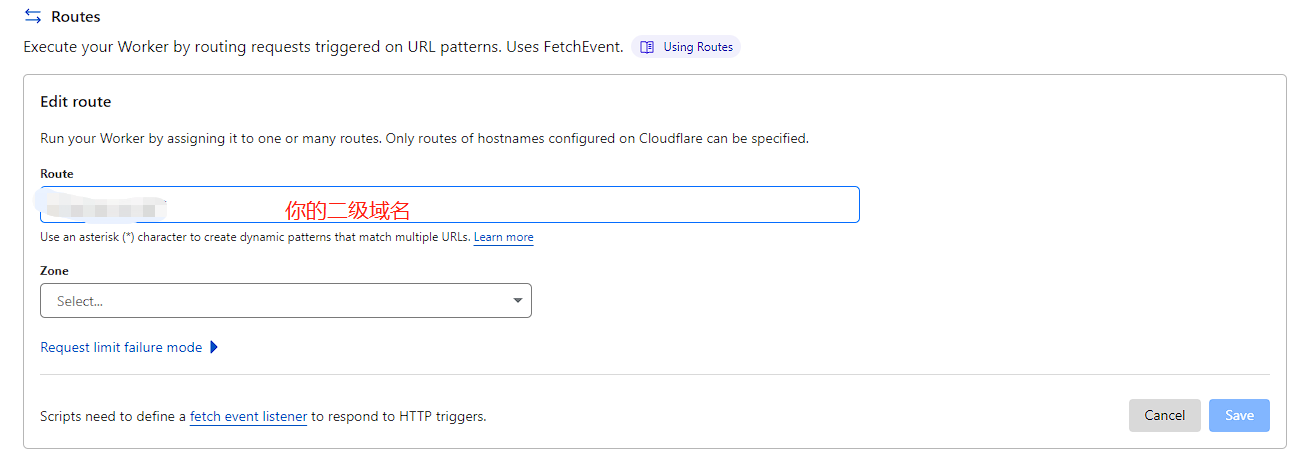 Routes
Execute your Worker by routing requests triggered on URL patterns. Uses FetchEvent. Using Routes
Edit route
Run your Worker by assigning it to one or many routes. Only routes of hostnames configured on Cloudflare can be specified.
Route
你的二级域名
Use an asterisk (*) character to create dynamic patterns that match multiple URLs. Learn more
Zone
Select...
Request limit failure mode
Scripts need to define a fetch event listener to respond to HTTP triggers. Cancel Save